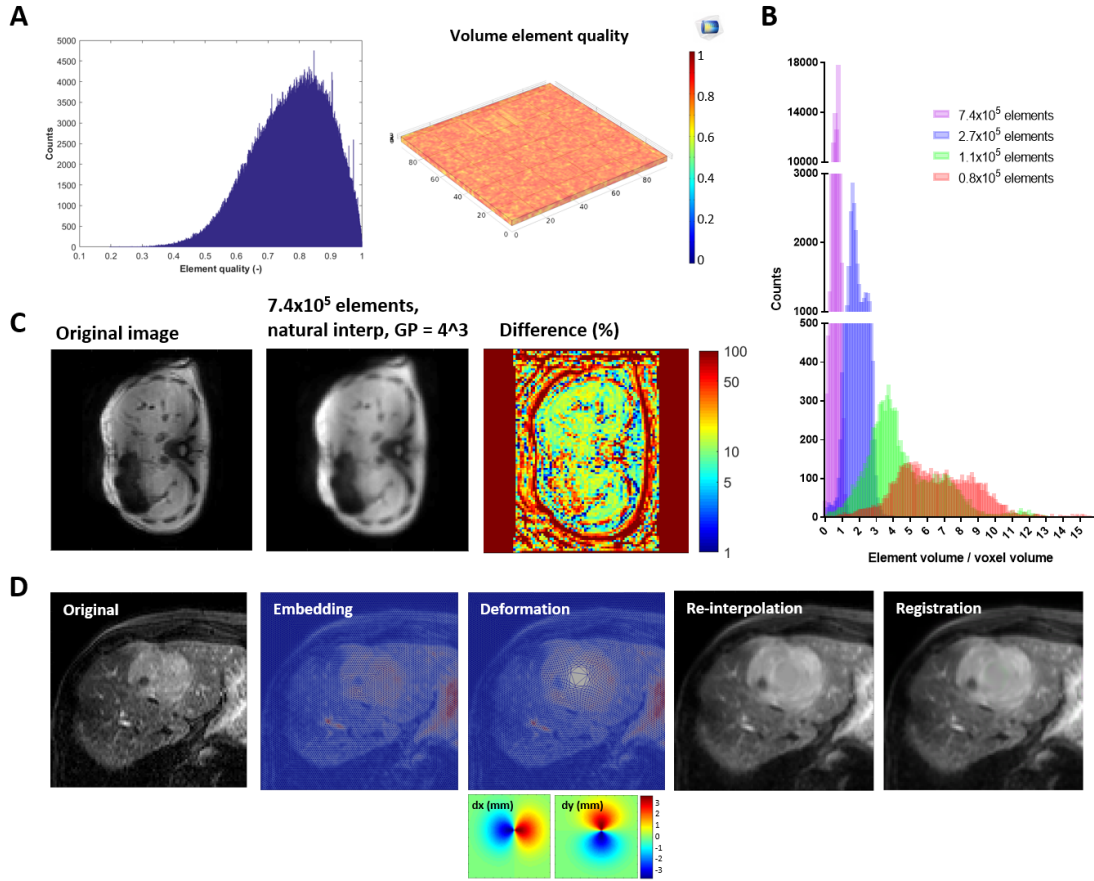 A
Volume element quality
5000
4500
4000
3500
3000
2500
2000
1500
1000
500
0
Counts
0.1 0.2 0.3 0.4 0.5 0.6 0.7 0.8 0.9 1
Element quality (-)
80
60
40
20
0
0
20
40
60
80
1
0.8
0.6
0.4
0.2
0
B
18000
14000
10000
3000
2000
1000
500
400
300
200
100
0
Counts
7.4x10⁵ elements
2.7x10⁵ elements
1.1x10⁵ elements
0.8x10⁵ elements
0 1 2 3 4 5 6 7 8 9 10 11 12 13 14 15
Element volume / voxel volume
C
Original image
7.4x10⁵ elements,
natural interp, GP = 4^3
Difference (%)
100
50
10
5
1
D
Original
Embedding
Deformation
Re-interpolation
Registration
dx (mm)
dy (mm)
3
2
1
0
-1
-2
-3